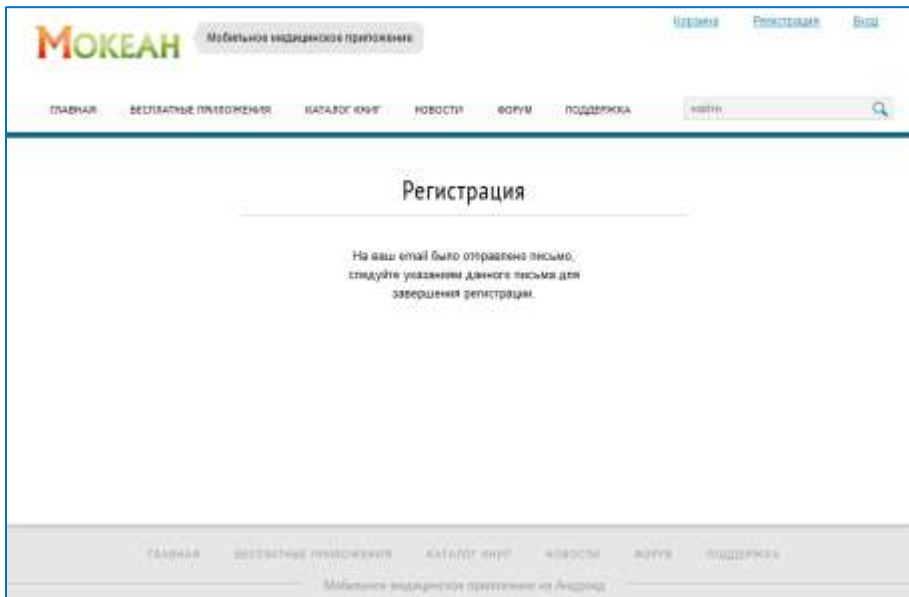 МОКЕАН
Мобильное медицинское приложение
Корзина Регистрация Вход
ГЛАВНАЯ БЕСПЛАТНЫЕ ПРИЛОЖЕНИЯ КАТАЛОГ КНИГ НОВОСТИ ФОРУМ ПОДДЕРЖКА найти
Регистрация
На ваш email было отправлено письмо,
следуйте указаниям данного письма для
завершения регистрации.
ГЛАВНАЯ БЕСПЛАТНЫЕ ПРИЛОЖЕНИЯ КАТАЛОГ КНИГ НОВОСТИ ФОРУМ ПОДДЕРЖКА
Мобильное медицинское приложение на Андроид